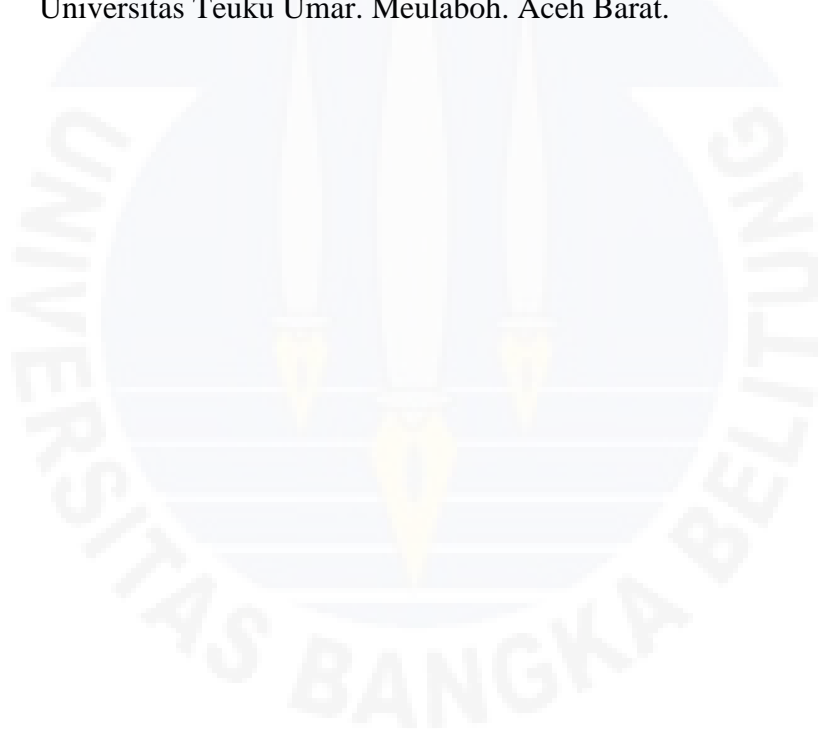 Universitas Teuku Umar. Meulaboh. Aceh Barat.
UNIVERSITAS BANGKA BELITUNG